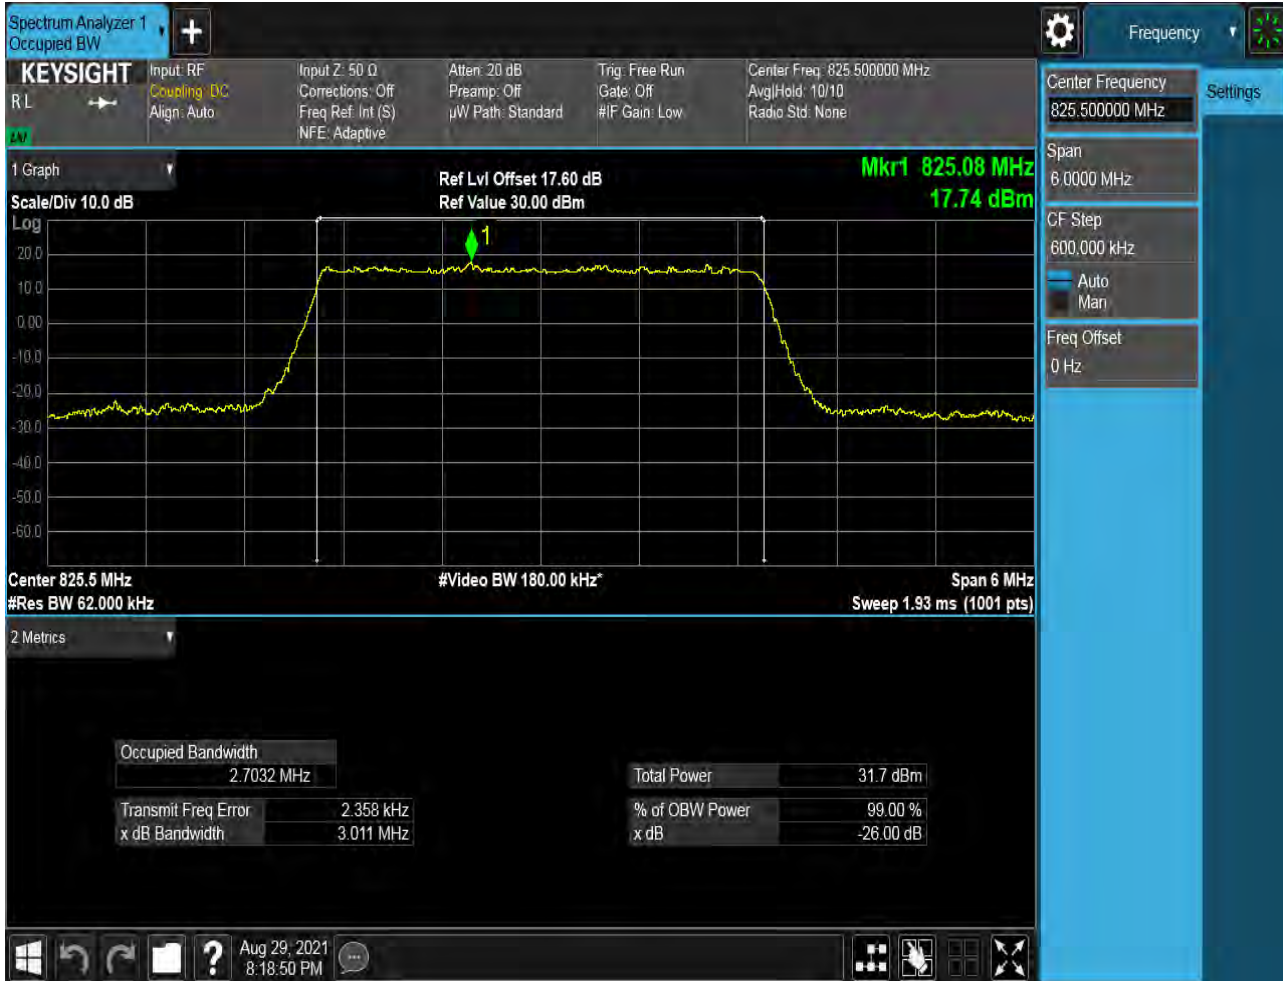 Spectrum Analyzer 1
Occupied BW
Frequency
KEYSIGHT
R L
Input: RF
Coupling: DC
Align: Auto
Input Z: 50 Ω
Corrections: Off
Freq Ref: Int (S)
NFE: Adaptive
Atten: 20 dB
Preamp: Off
µW Path: Standard
Trig: Free Run
Gate: Off
#IF Gain: Low
Center Freq: 825.500000 MHz
Avg|Hold: 10/10
Radio Std: None
Center Frequency
825.500000 MHz
Settings
Span
6.0000 MHz
CF Step
600.000 kHz
Auto
Man
Freq Offset
0 Hz
1 Graph
Scale/Div 10.0 dB
Ref Lvl Offset 17.60 dB
Ref Value 30.00 dBm
Mkr1 825.08 MHz
17.74 dBm
Log
1
20.0
10.0
0.00
-10.0
-20.0
-30.0
-40.0
-50.0
-60.0
Center 825.5 MHz
#Video BW 180.00 kHz*
Span 6 MHz
#Res BW 62.000 kHz
Sweep 1.93 ms (1001 pts)
2 Metrics
Occupied Bandwidth
2.7032 MHz
Total Power 31.7 dBm
Transmit Freq Error 2.358 kHz
% of OBW Power 99.00 %
x dB Bandwidth 3.011 MHz
x dB -26.00 dB
?
Aug 29, 2021
8:18:50 PM